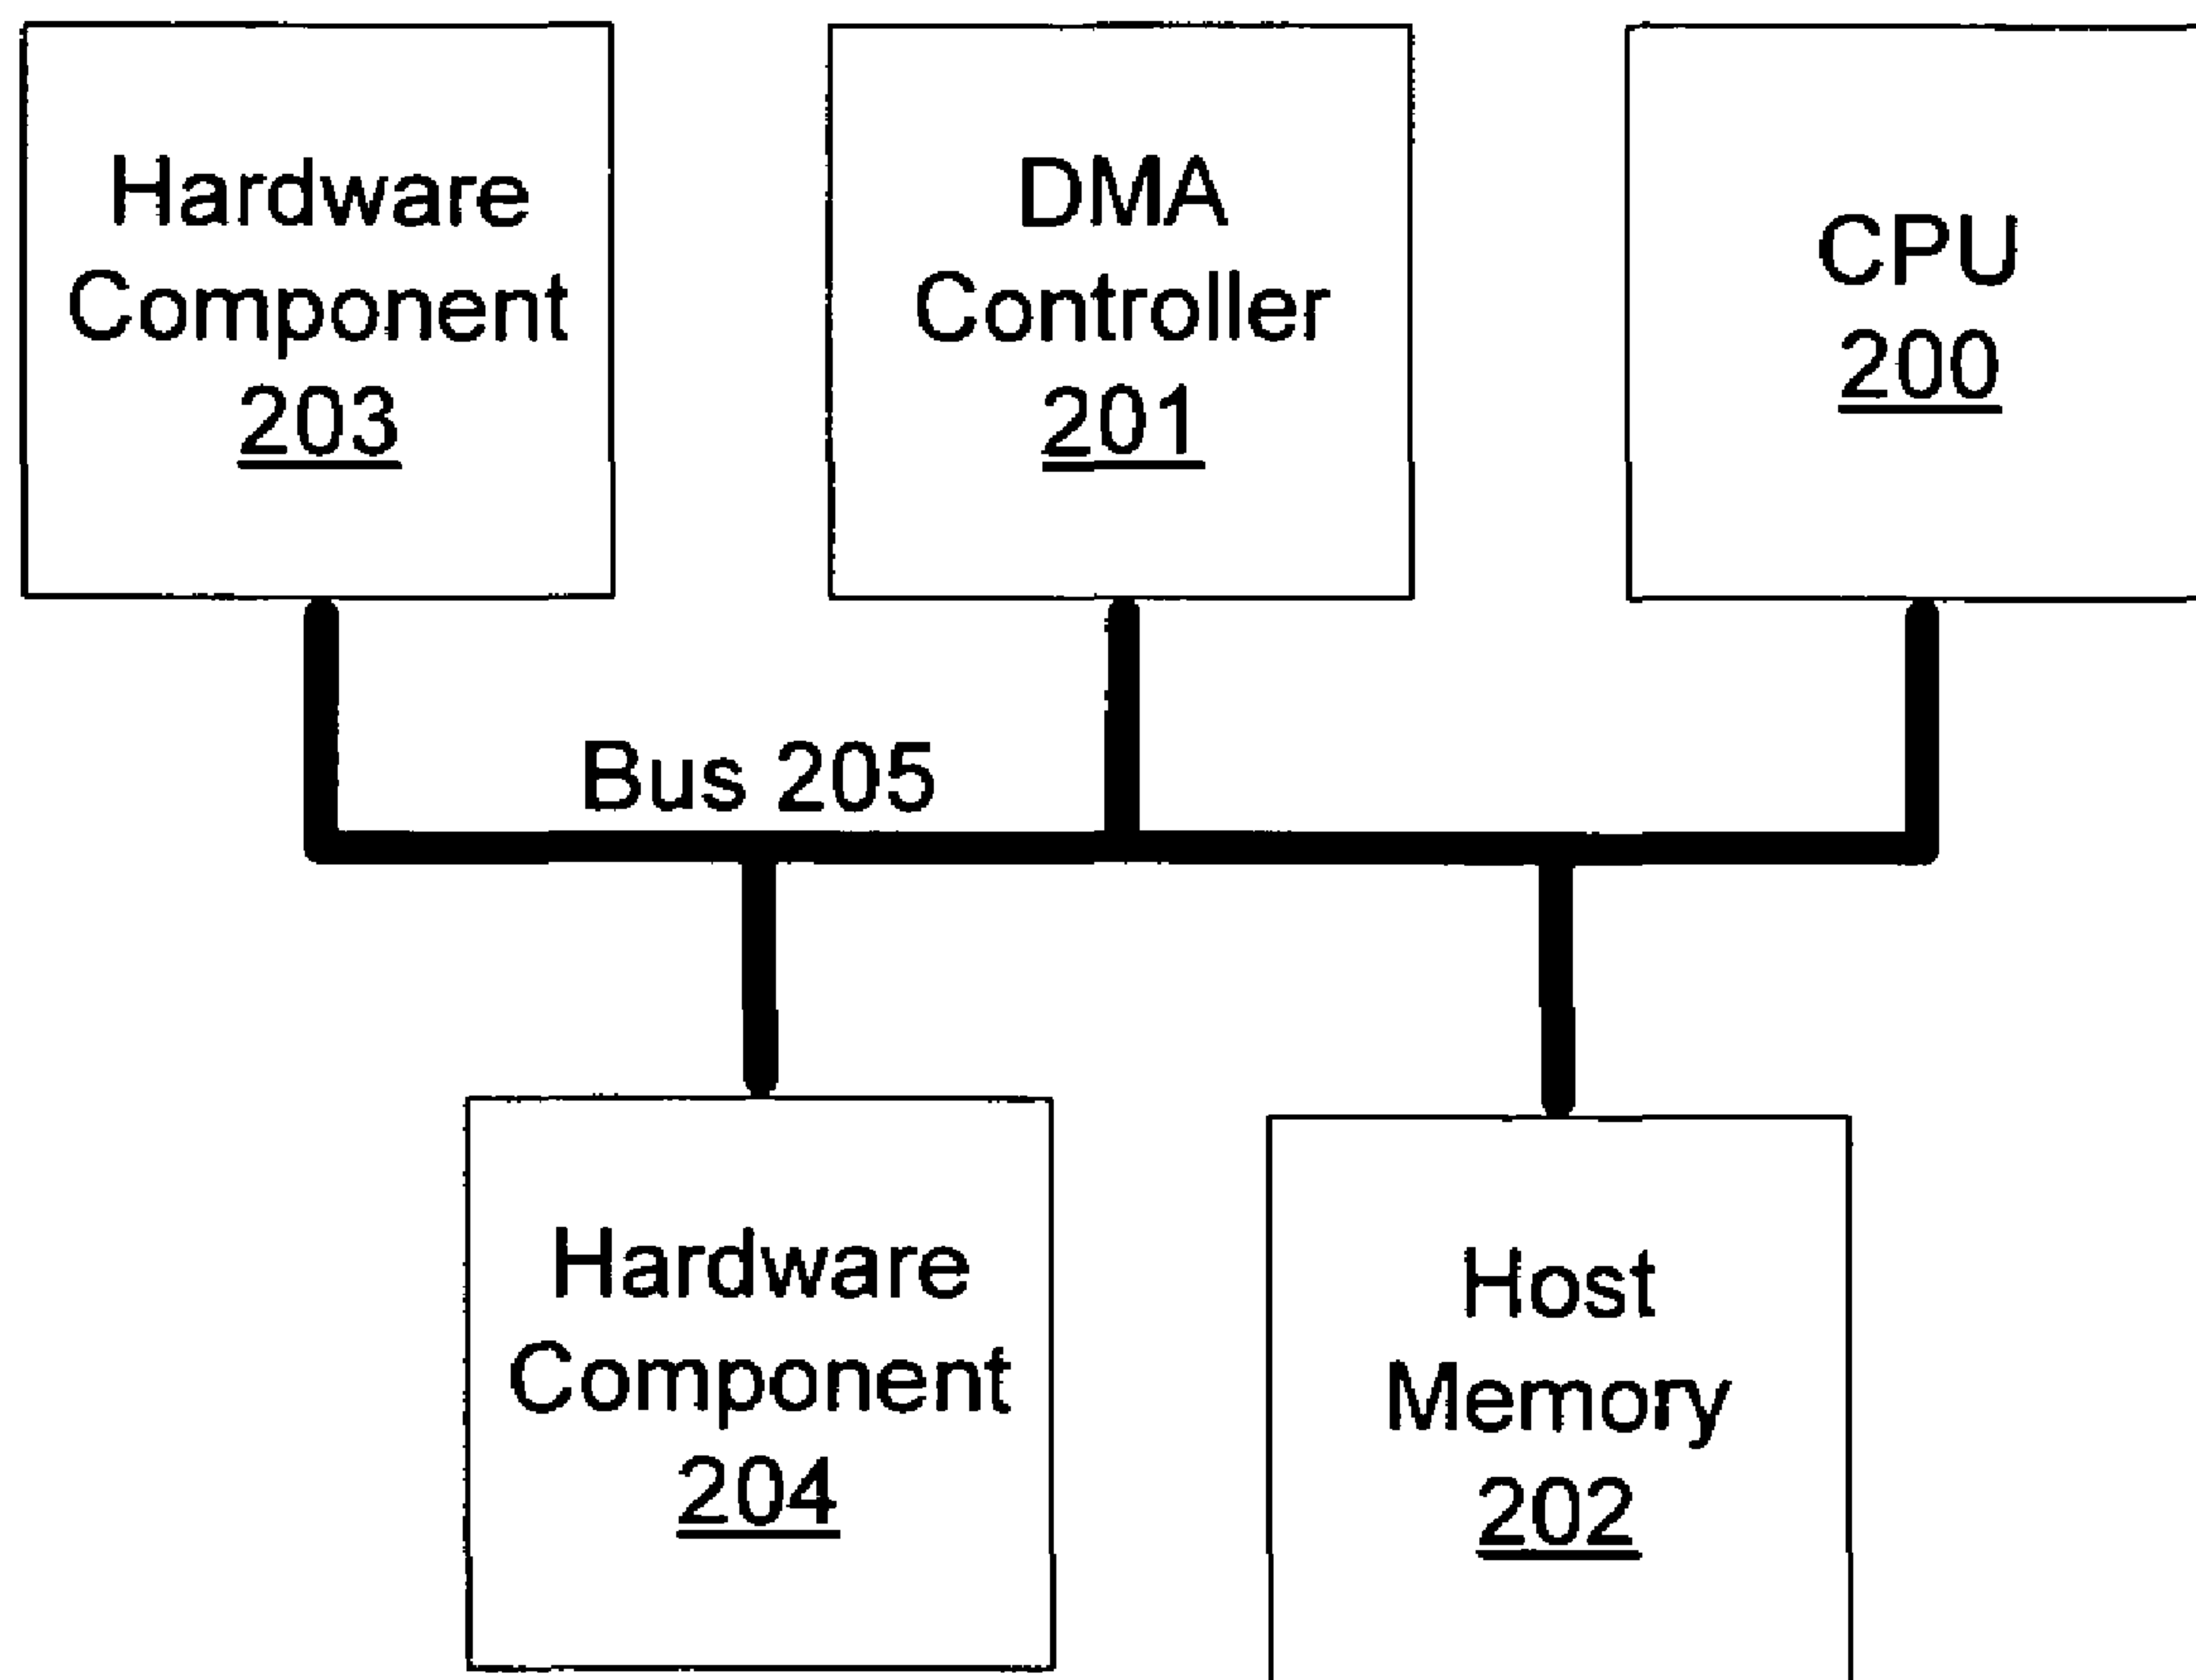 Hardware
Component
203
DMA
Controller
201
CPU
200
Bus 205
Hardware
Component
204
Host
Memory
202